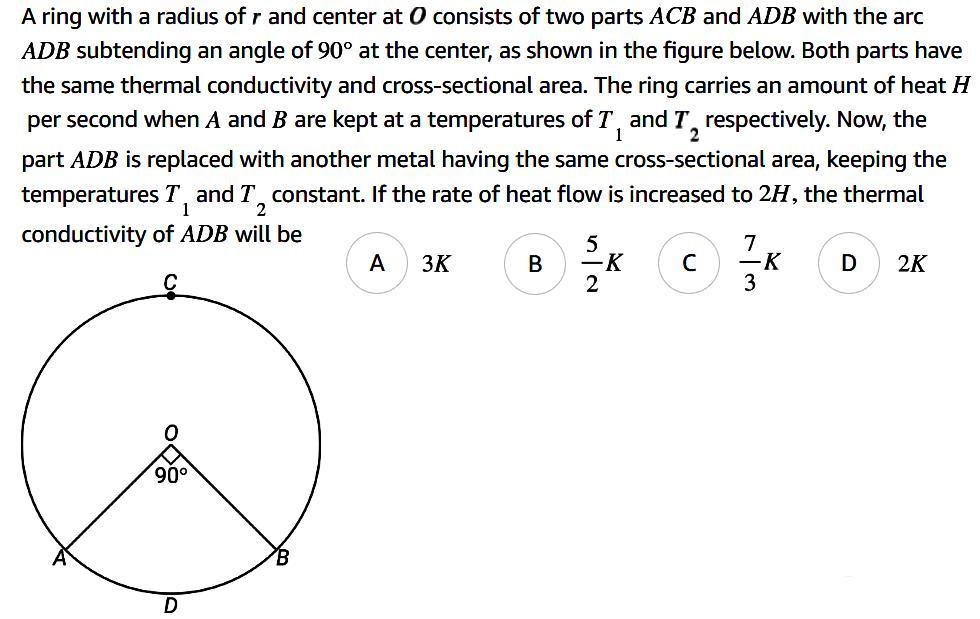 A ring with a radius of r and center at O consists of two parts ACB and ADB with the arc
ADB subtending an angle of 90° at the center, as shown in the figure below. Both parts have
the same thermal conductivity and cross-sectional area. The ring carries an amount of heat H
per second when A and B are kept at a temperatures of T₁ and T₂ respectively. Now, the
part ADB is replaced with another metal having the same cross-sectional area, keeping the
temperatures T₁ and T₂ constant. If the rate of heat flow is increased to 2H, the thermal
conductivity of ADB will be
A 3K B 5/2 K C 7/3 K D 2K
C
O
90°
A B
D